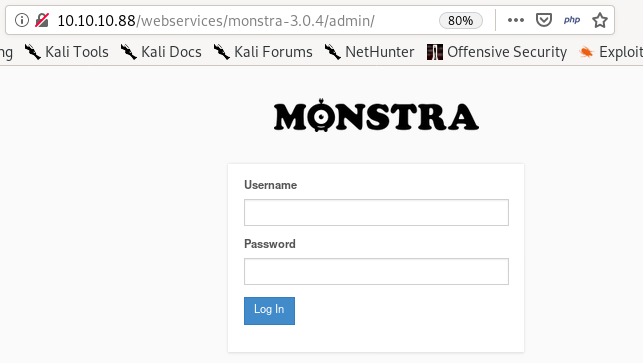 10.10.10.88/webservices/monstra-3.0.4/admin/ 80% php
ng Kali Tools Kali Docs Kali Forums NetHunter Offensive Security Exploit
MONSTRA
Username
Password
Log In